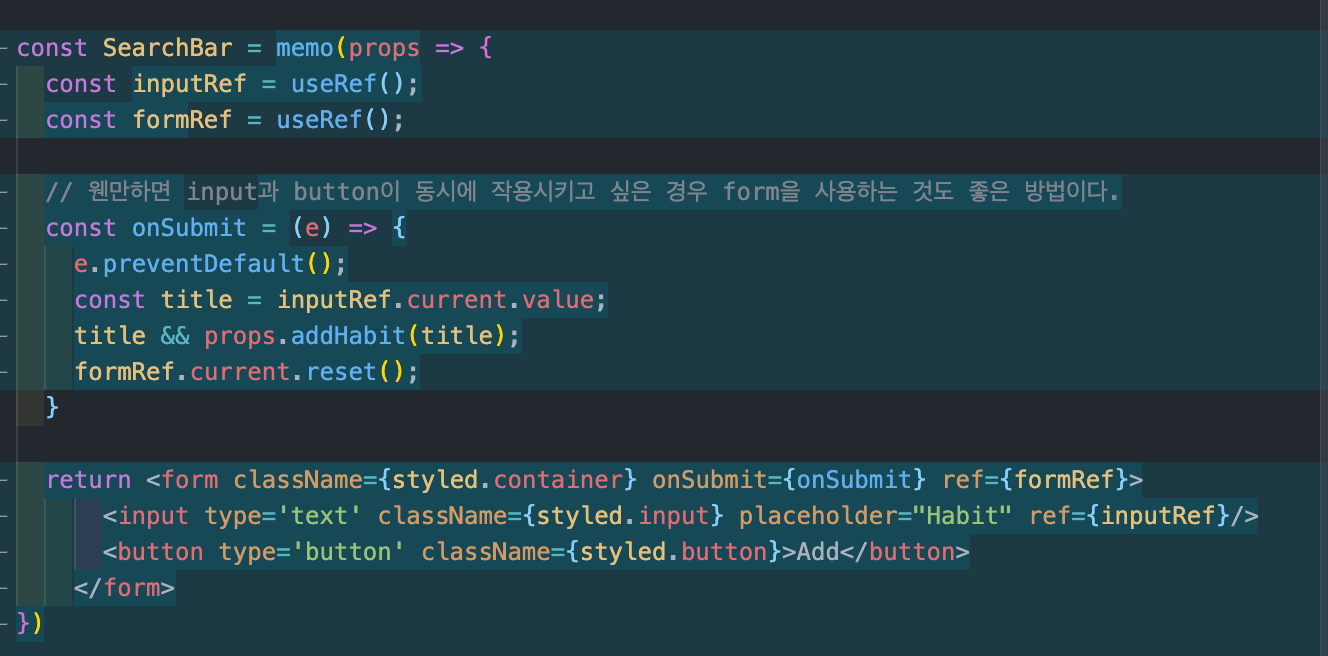 const SearchBar = memo(props => {
const inputRef = useRef();
const formRef = useRef();
// 웬만하면 input과 button이 동시에 작용시키고 싶은 경우 form을 사용하는 것도 좋은 방법이다.
const onSubmit = (e) => {
e.preventDefault();
const title = inputRef.current.value;
title && props.addHabit(title);
formRef.current.reset();
}
return <form className={styled.container} onSubmit={onSubmit} ref={formRef}>
<input type='text' className={styled.input} placeholder="Habit" ref={inputRef}/>
<button type='button' className={styled.button}>Add</button>
</form>
})